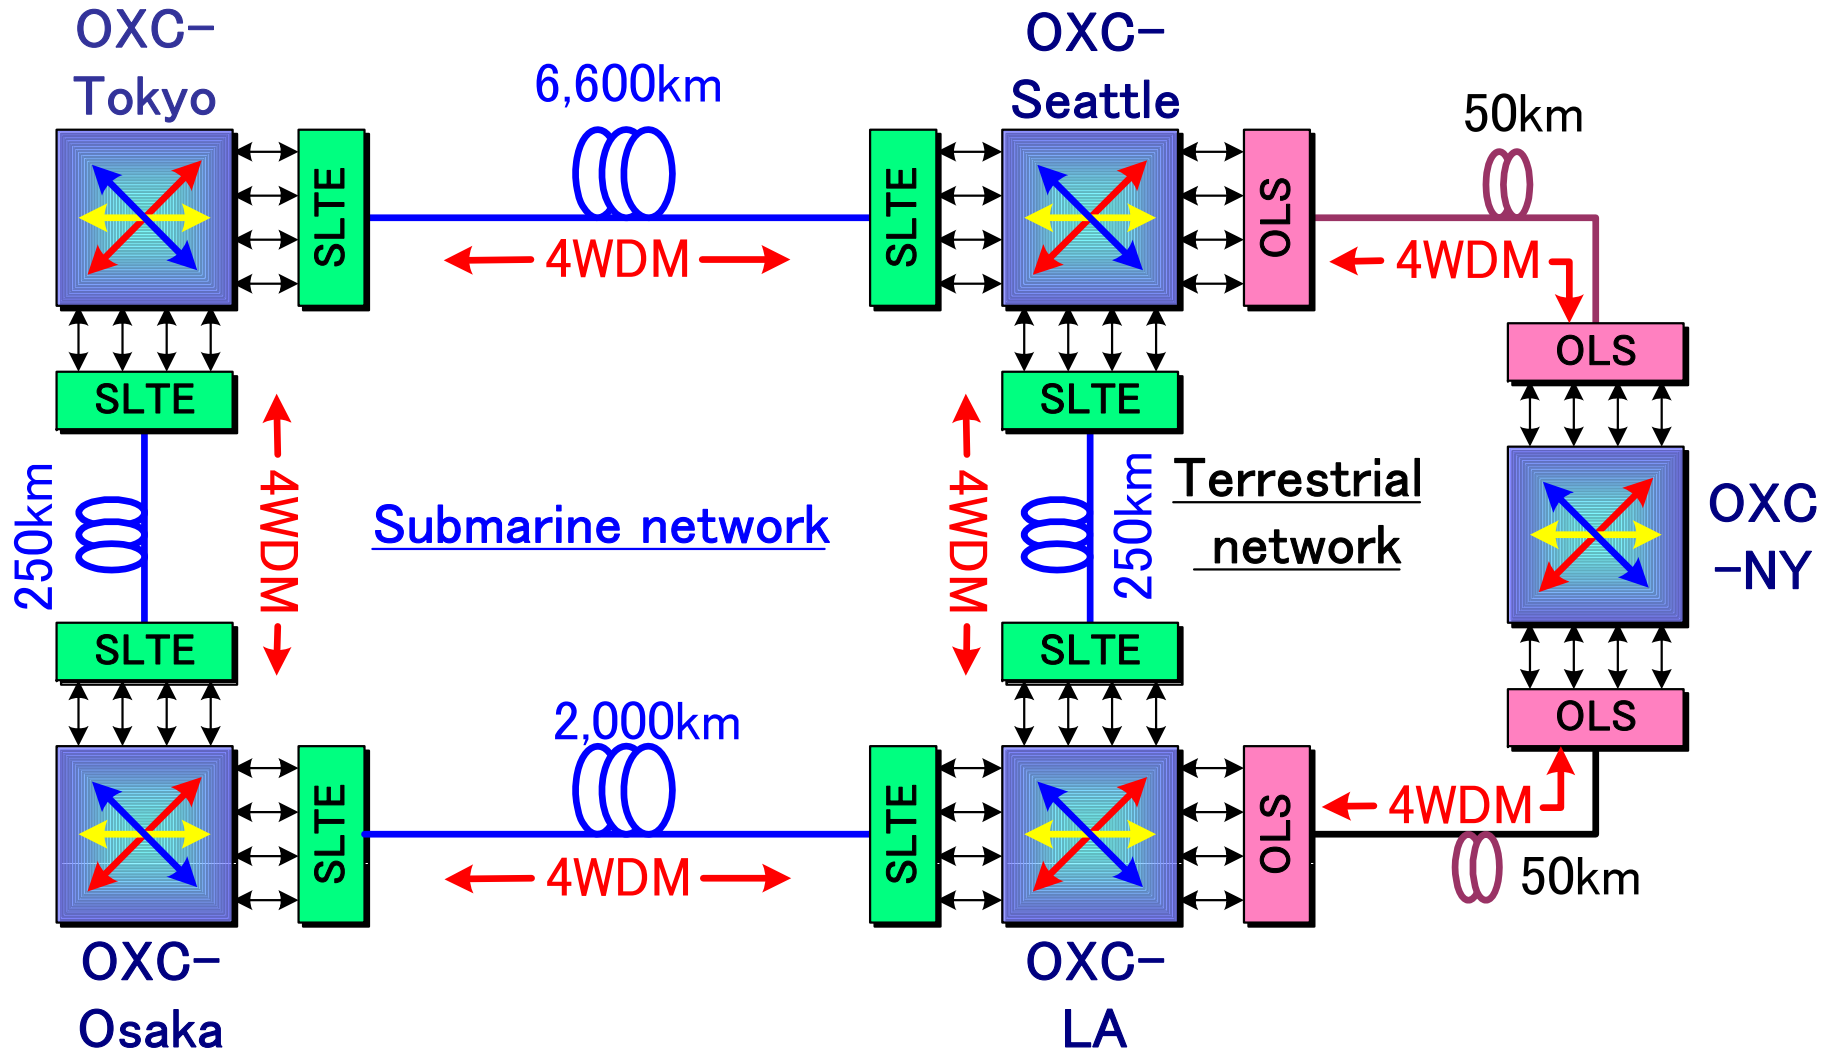 OXC-
Tokyo
6,600km
OXC-
Seattle
50km
SLTE
SLTE
OLS
4WDM
4WDM
OLS
SLTE
SLTE
250km
4WDM
Submarine network
4WDM
250km
Terrestrial
network
OXC
-NY
SLTE
SLTE
OLS
2,000km
SLTE
SLTE
OLS
4WDM
4WDM
50km
OXC-
Osaka
OXC-
LA